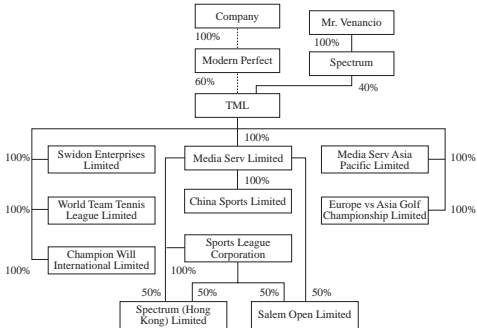 Company
Mr. Venancio
100%
100%
Modern Perfect
Spectrum
60%
40%
TML
100%
100%
Swidon Enterprises
Limited
Media Serv Limited
Media Serv Asia
Pacific Limited
100%
100%
100%
World Team Tennis
League Limited
China Sports Limited
Europe vs Asia Golf
Championship Limited
100%
Champion Will
International Limited
Sports League
Corporation
100%
100%
50%
50%
50%
50%
Spectrum (Hong
Kong) Limited
Salem Open Limited